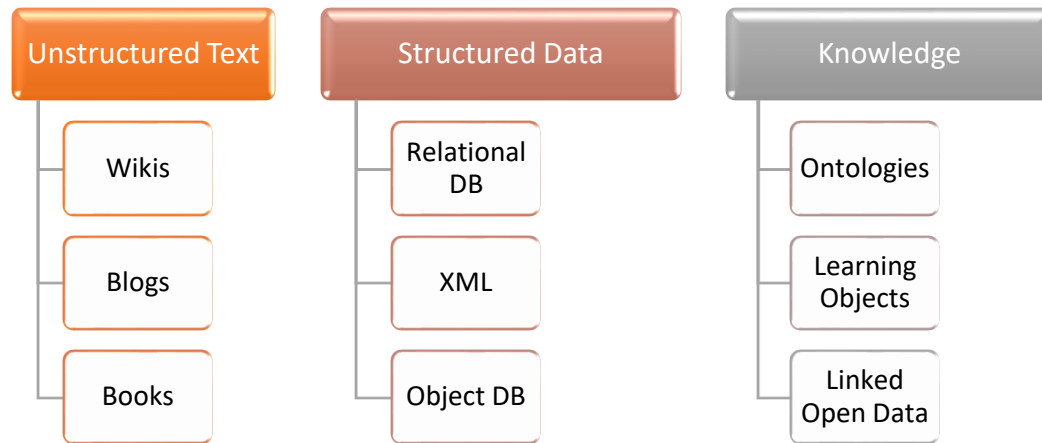 Unstructured Text
Wikis
Blogs
Books
Structured Data
Relational
DB
XML
Object DB
Knowledge
Ontologies
Learning
Objects
Linked
Open Data